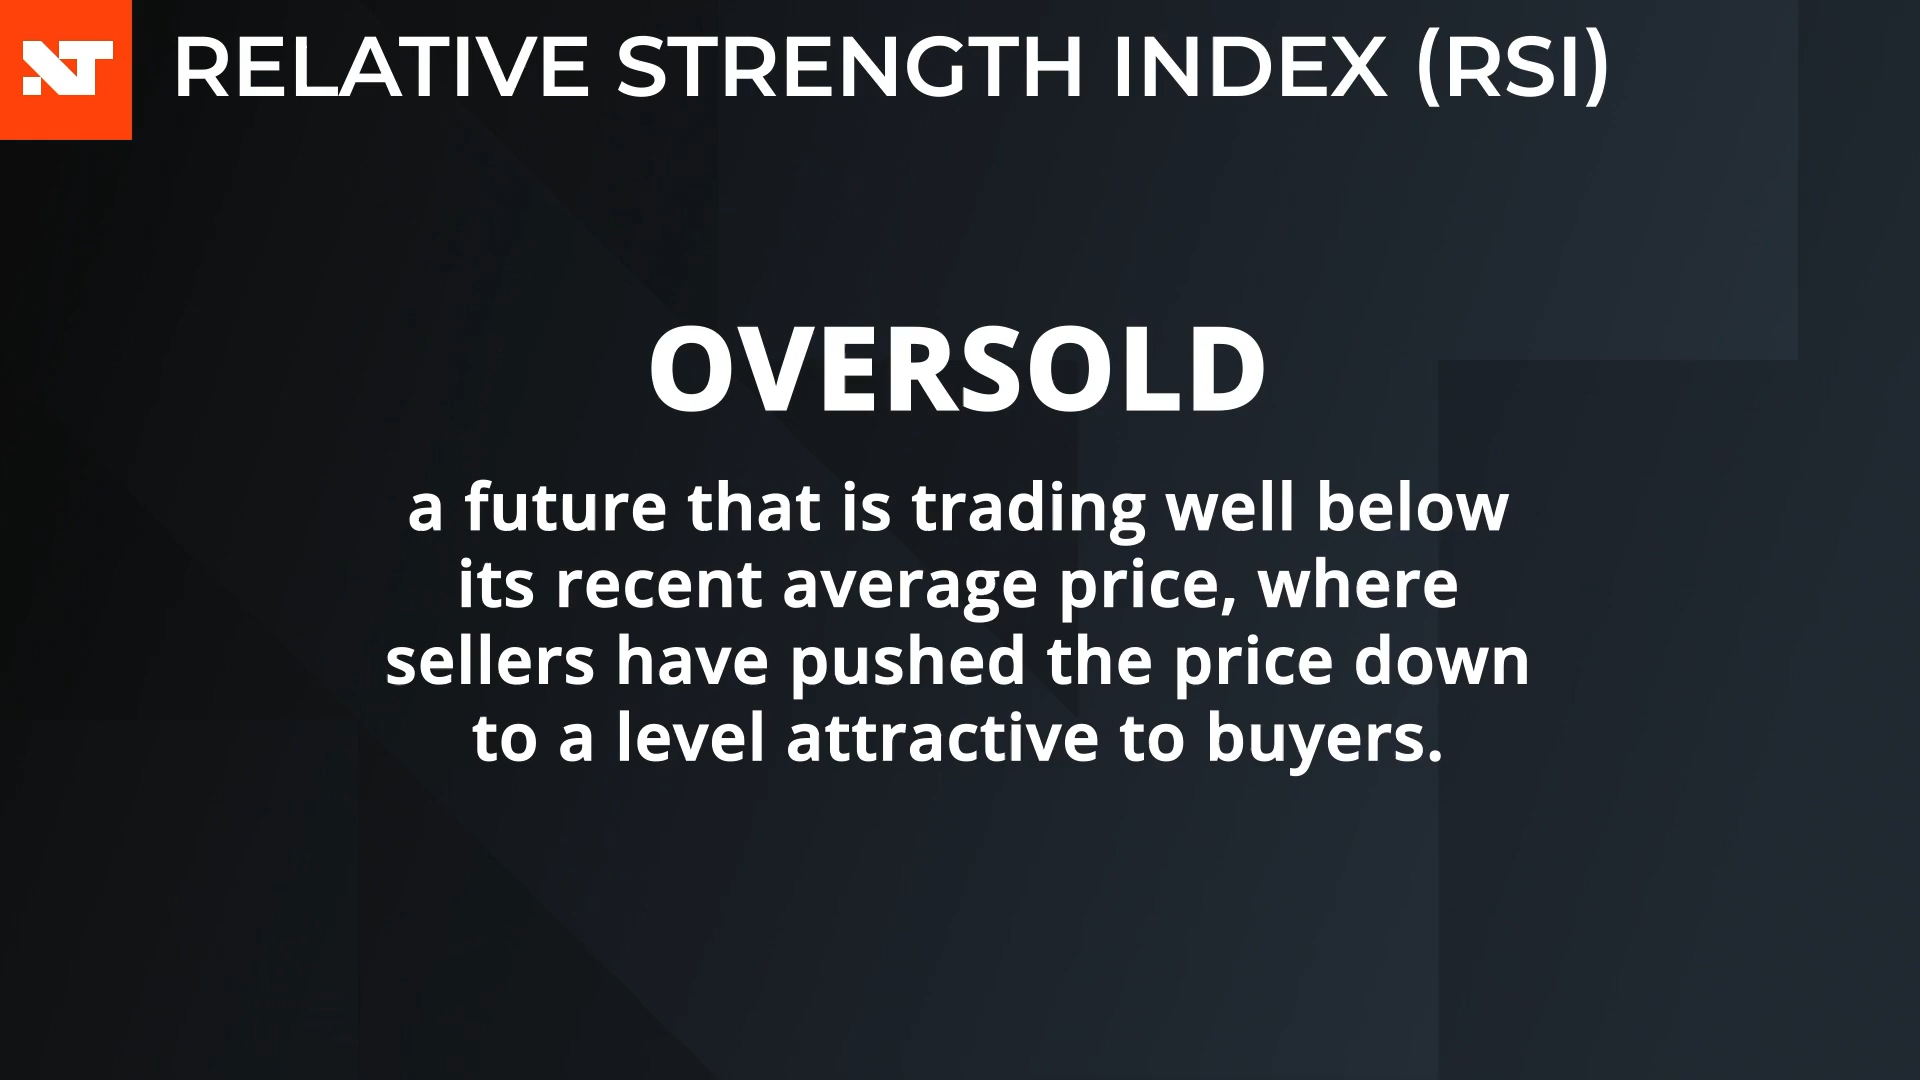 NT
RELATIVE STRENGTH INDEX (RSI)
OVERSOLD
a future that is trading well below
its recent average price, where
sellers have pushed the price down
to a level attractive to buyers.